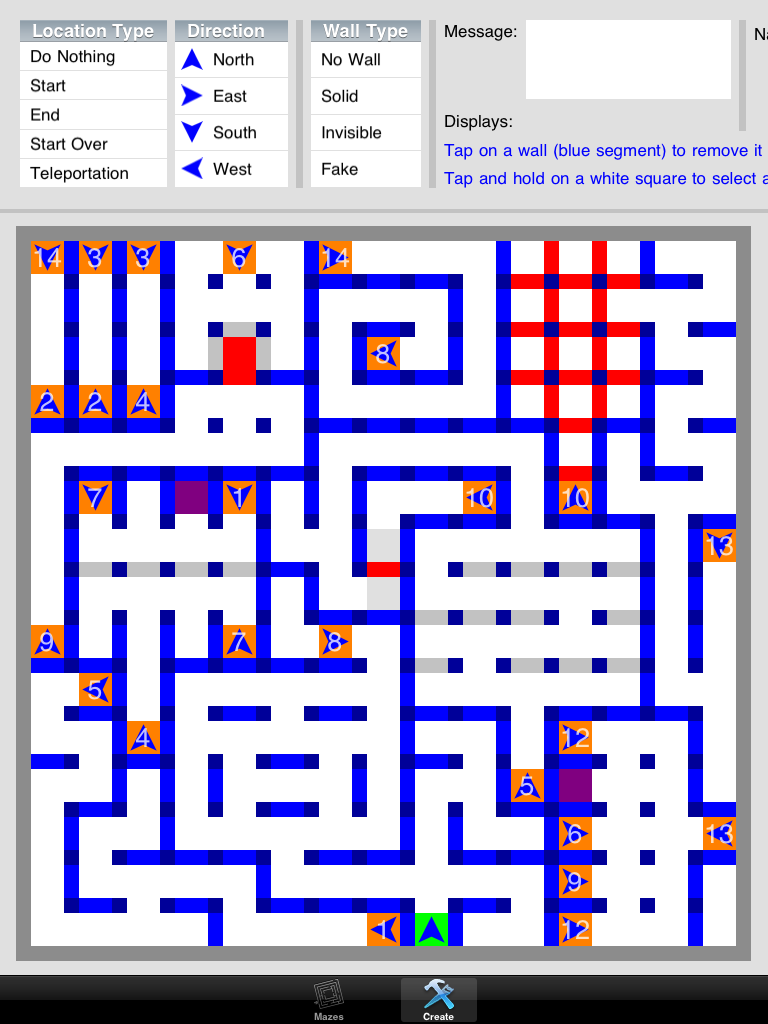 Location Type
Do Nothing
Start
End
Start Over
Teleportation
Direction
North
East
South
West
Wall Type
No Wall
Solid
Invisible
Fake
Message:
Na
Displays:
Tap on a wall (blue segment) to remove it
Tap and hold on a white square to select a
14 3 3 6 14
8
2 2 4
7 1 10 10
13
9 7 8
5
4 12
5
6 13
9
1 12
Mazes
Create